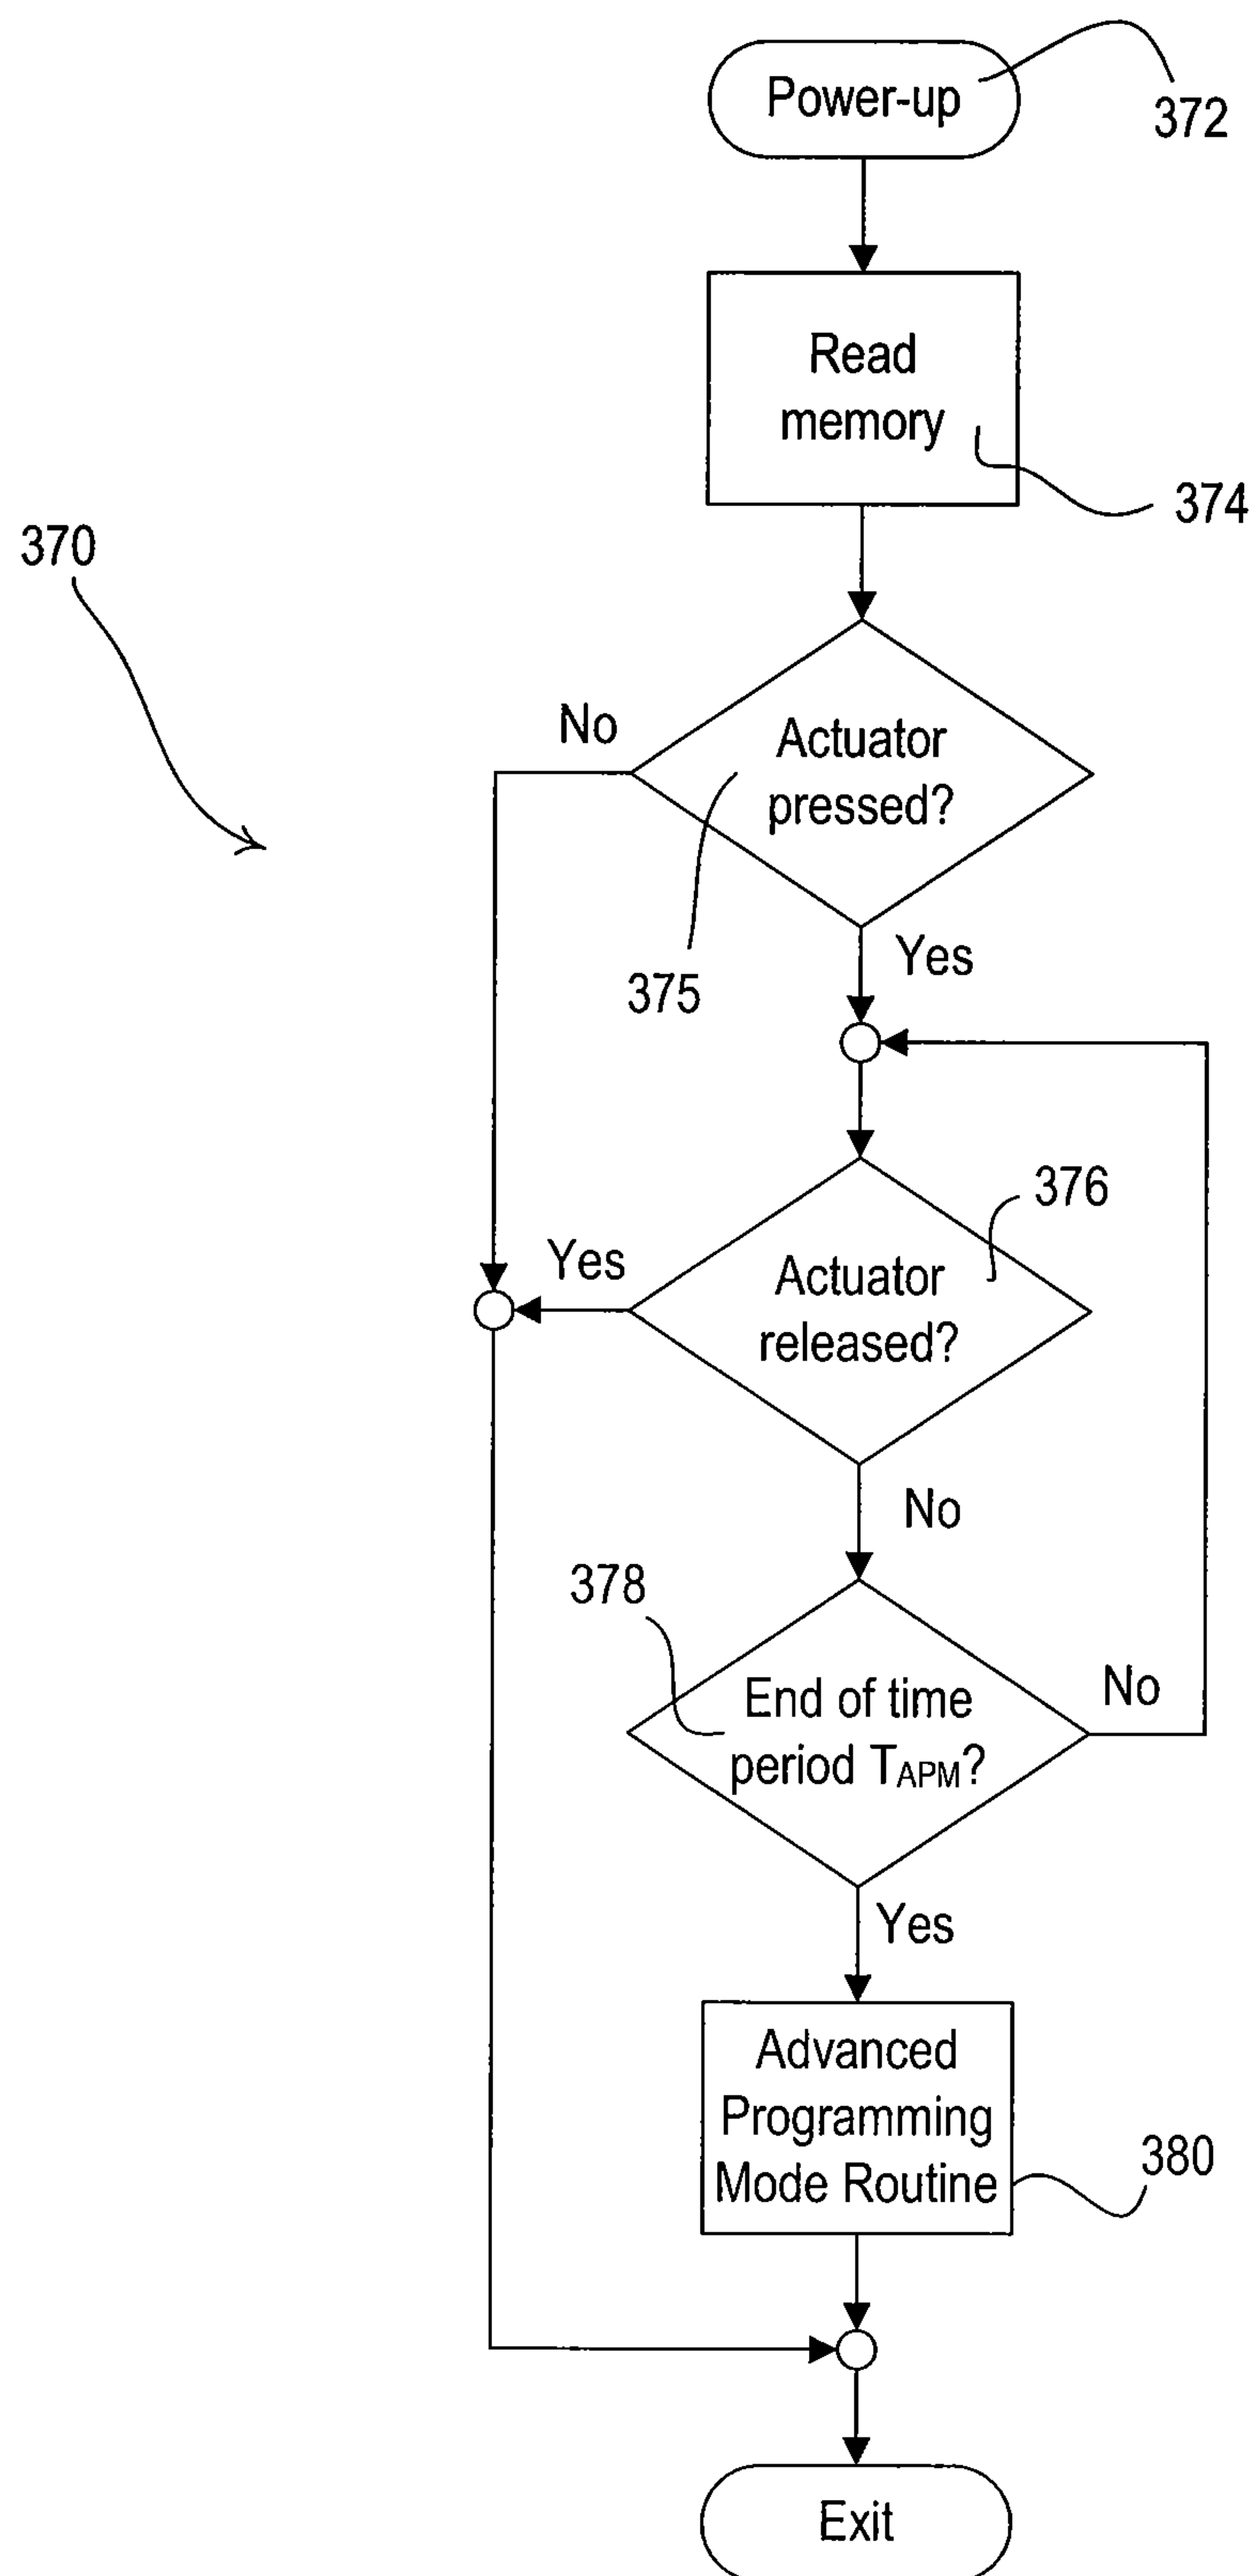 Power-up
372
Read
memory
374
370
No
Actuator
pressed?
375
Yes
376
Yes
Actuator
released?
No
378
End of time
period TAPM?
No
Yes
Advanced
Programming
Mode Routine
380
Exit